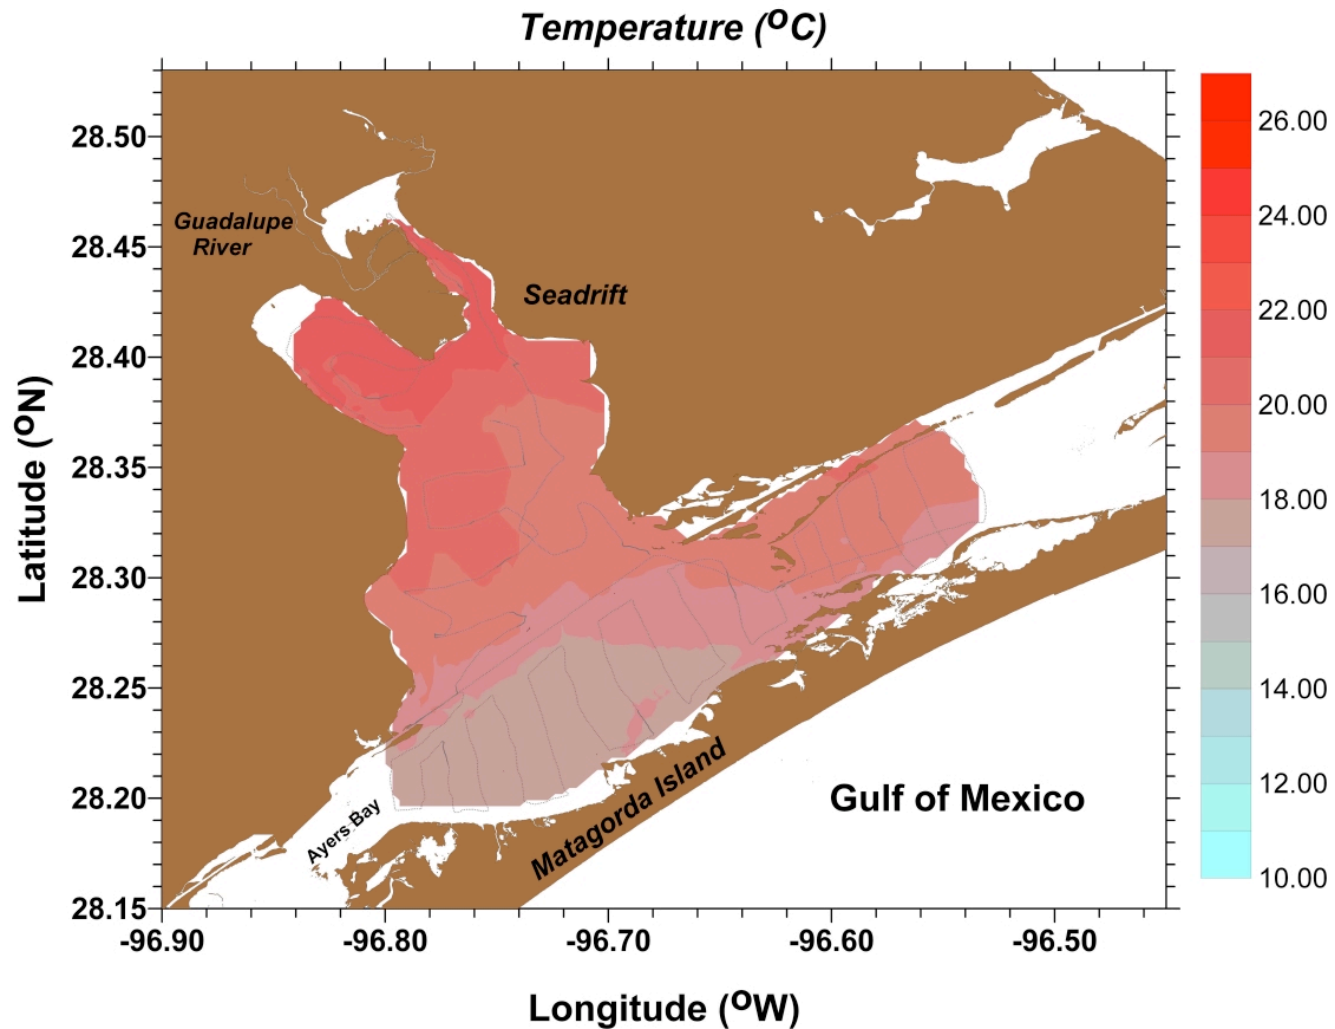 Temperature (°C)
28.50
28.45
28.40
28.35
28.30
28.25
28.20
28.15
Latitude (°N)
-96.90
-96.80
-96.70
-96.60
-96.50
Longitude (°W)
Guadalupe
River
Seadrift
Ayers Bay
Matagorda Island
Gulf of Mexico
26.00
24.00
22.00
20.00
18.00
16.00
14.00
12.00
10.00